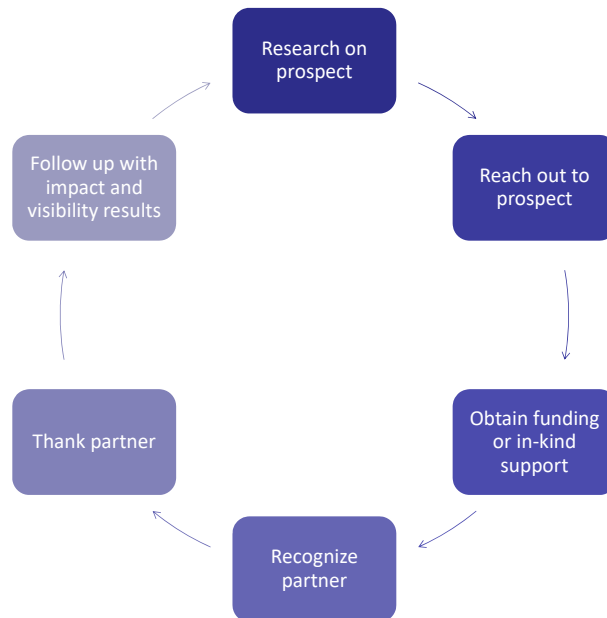 Research on
prospect
Reach out to
prospect
Obtain funding
or in-kind
support
Recognize
partner
Thank partner
Follow up with
impact and
visibility results